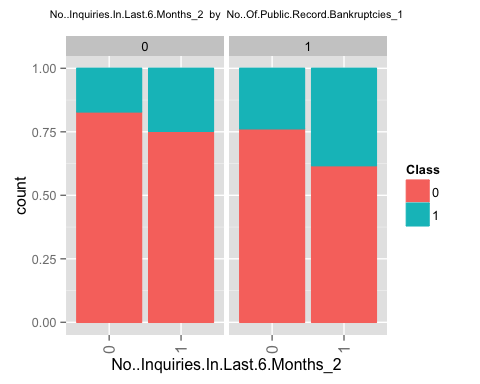 No..Inquiries.In.Last.6.Months_2 by No..Of.Public.Record.Bankruptcies_1
0 1
1.00
0.75
0.50
0.25
0.00
count
0 1 0 1
No..Inquiries.In.Last.6.Months_2
Class
0
1